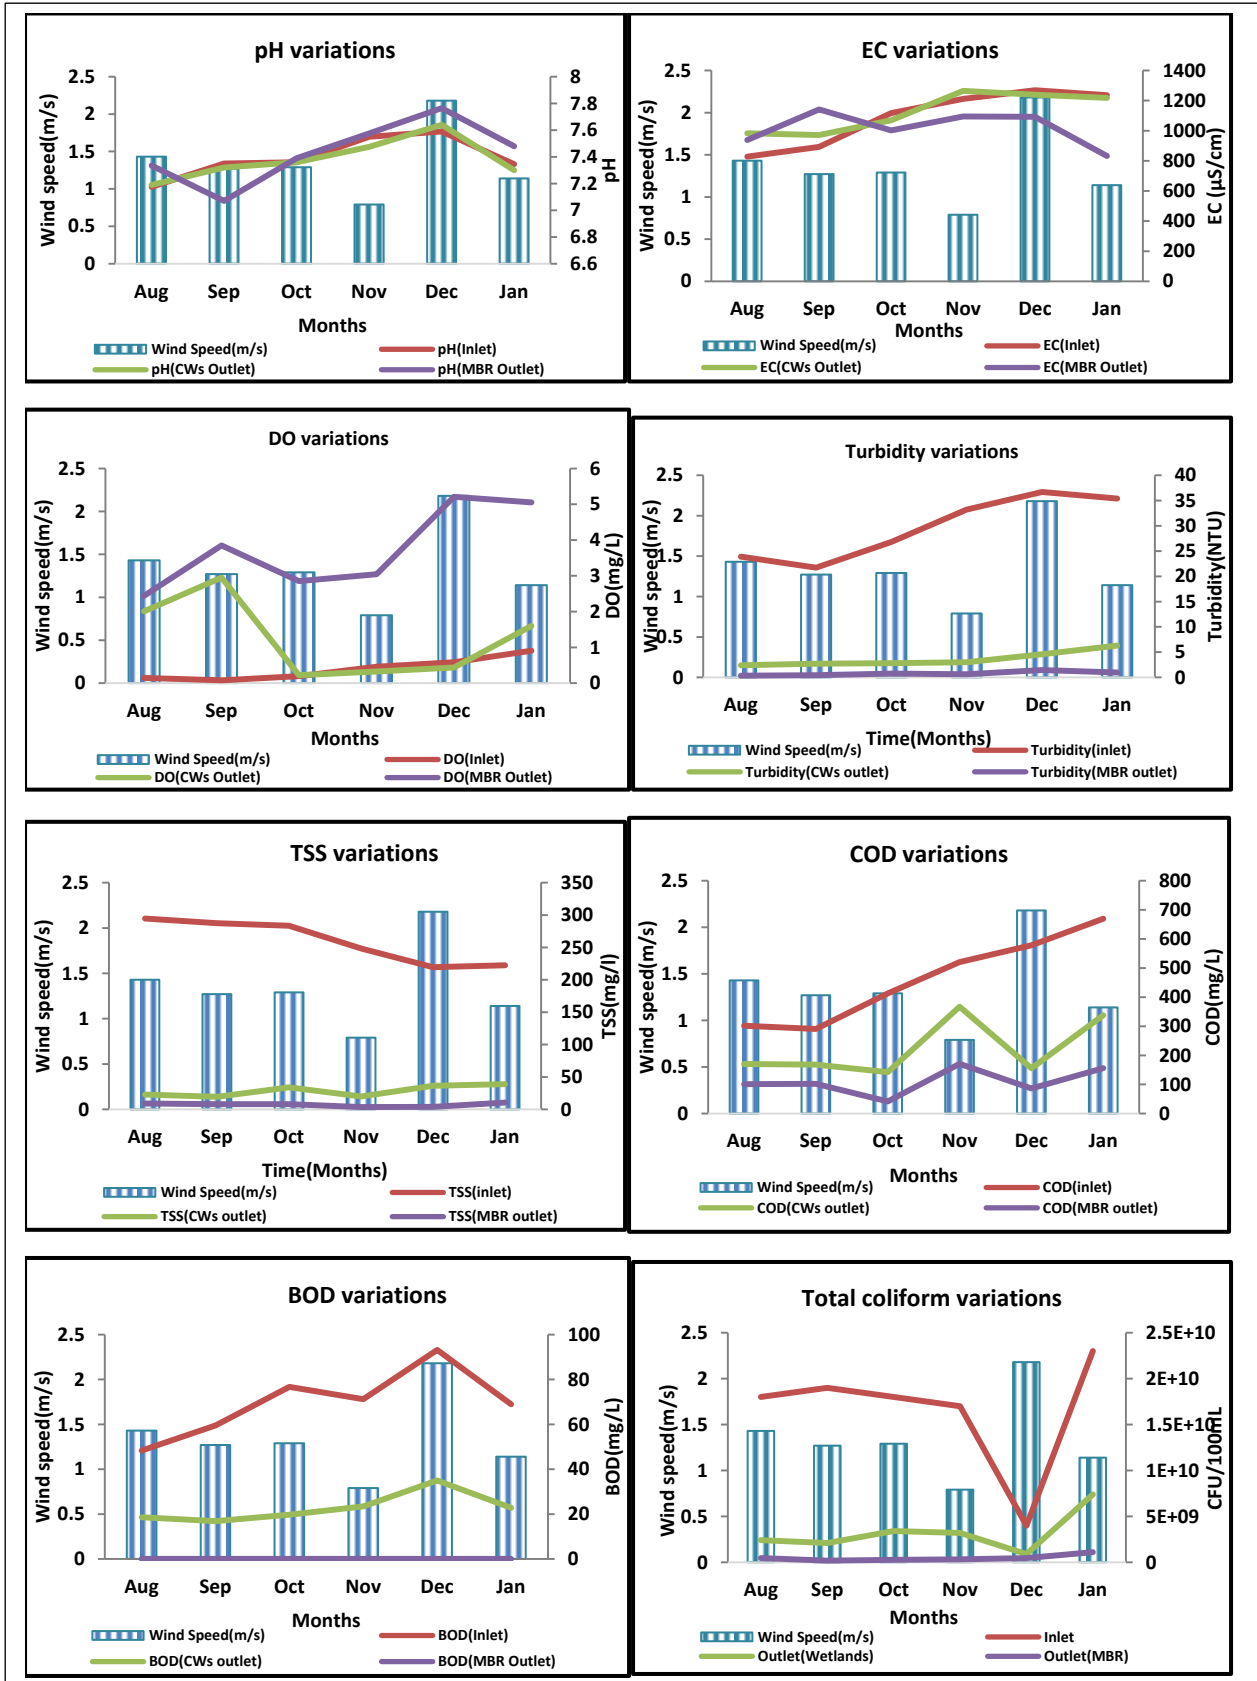 pH variations
2.5
2
1.5
1
0.5
0
Wind speed(m/s)
8
7.8
7.6
7.4
7.2
7
6.8
6.6
pH
Aug Sep Oct Nov Dec Jan
Months
Wind Speed(m/s) pH(Inlet)
pH(CWs Outlet) pH(MBR Outlet)
EC variations
2.5
2
1.5
1
0.5
0
Wind speed(m/s)
1400
1200
1000
800
600
400
200
0
EC (µS/cm)
Aug Sep Oct Nov Dec Jan
Months
Wind Speed(m/s) EC(Inlet)
EC(CWs Outlet) EC(MBR Outlet)
DO variations
2.5
2
1.5
1
0.5
0
Wind speed(m/s)
6
5
4
3
2
1
0
DO(mg/L)
Aug Sep Oct Nov Dec Jan
Months
Wind Speed(m/s) DO(Inlet)
DO(CWs Outlet) DO(MBR Outlet)
Turbidity variations
2.5
2
1.5
1
0.5
0
Wind speed(m/s)
40
35
30
25
20
15
10
5
0
Turbidity(NTU)
Aug Sep Oct Nov Dec Jan
Time(Months)
Wind Speed(m/s) Turbidity(inlet)
Turbidity(CWs outlet) Turbidity(MBR outlet)
TSS variations
2.5
2
1.5
1
0.5
0
Wind speed(m/s)
350
300
250
200
150
100
50
0
TSS(mg/l)
Aug Sep Oct Nov Dec Jan
Time(Months)
Wind Speed(m/s) TSS(inlet)
TSS(CWs outlet) TSS(MBR outlet)
COD variations
2.5
2
1.5
1
0.5
0
Wind speed(m/s)
800
700
600
500
400
300
200
100
0
COD(mg/L)
Aug Sep Oct Nov Dec Jan
Months
Wind Speed(m/s) COD(inlet)
COD(CWs outlet) COD(MBR outlet)
BOD variations
2.5
2
1.5
1
0.5
0
Wind speed(m/s)
100
80
60
40
20
0
BOD(mg/L)
Aug Sep Oct Nov Dec Jan
Months
Wind Speed(m/s) BOD(Inlet)
BOD(CWs outlet) BOD(MBR Outlet)
Total coliform variations
2.5
2
1.5
1
0.5
0
Wind speed(m/s)
2.5E+10
2E+10
1.5E+10
1E+10
5E+09
0
CFU/100mL
Aug Sep Oct Nov Dec Jan
Months
Wind Speed(m/s) Inlet
Outlet(Wetlands) Outlet(MBR)